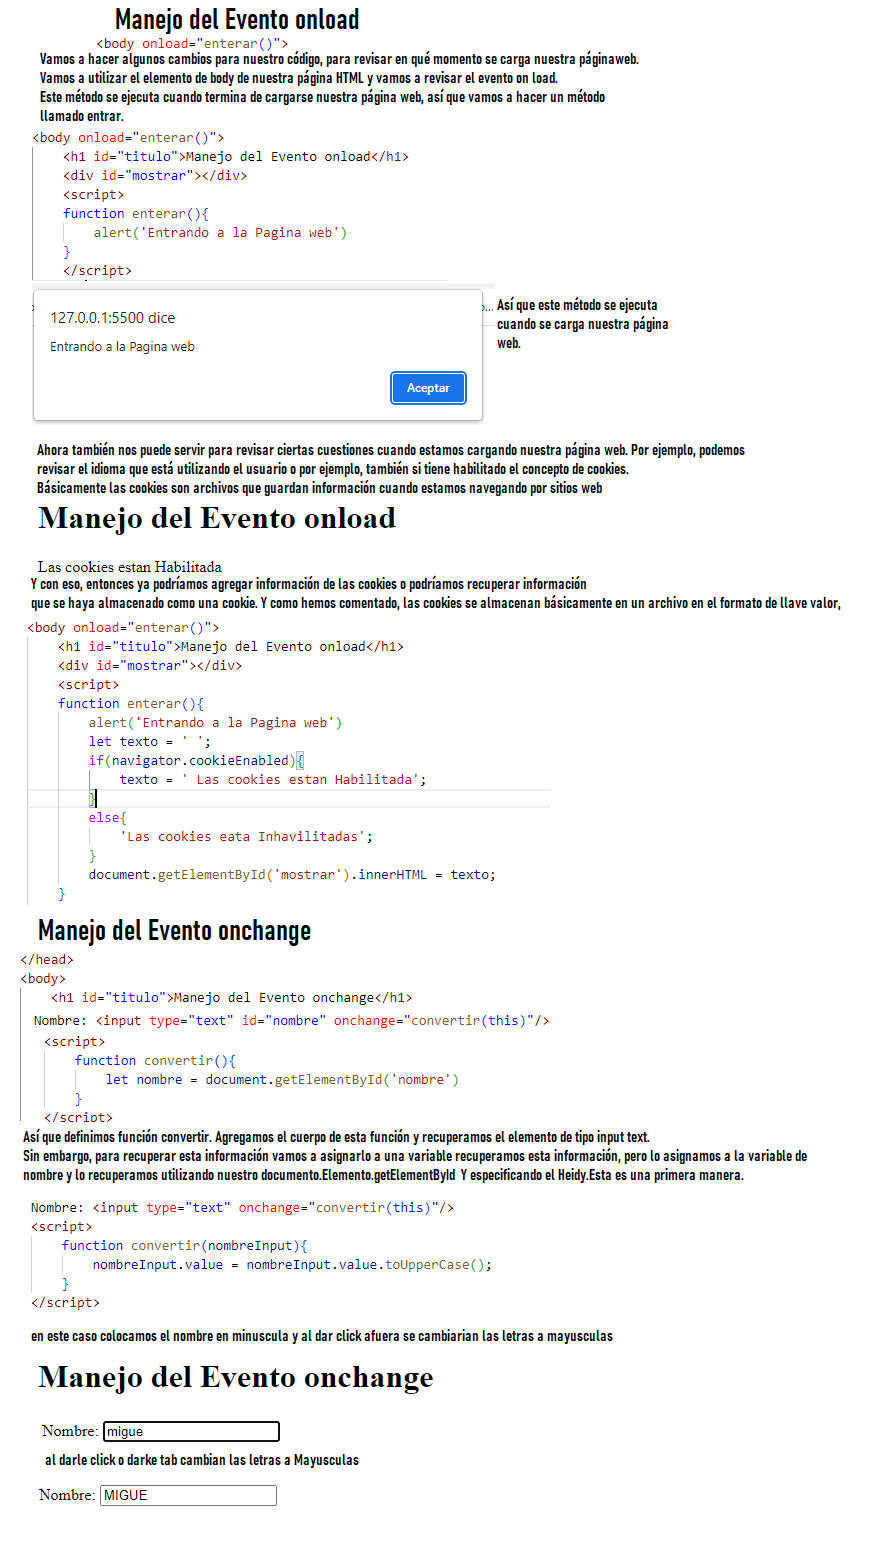 Manejo del Evento onload
<body onload="enterar()">
Vamos a hacer algunos cambios para nuestro código, para revisar en qué momento se carga nuestra páginaweb.
Vamos a utilizar el elemento de body de nuestra página HTML y vamos a revisar el evento on load.
Este método se ejecuta cuando termina de cargarse nuestra página web, así que vamos a hacer un método
llamado entrar.
<body onload="enterar()">
<h1 id="titulo">Manejo del Evento onload</h1>
<div id="mostrar"></div>
<script>
function enterar(){
alert('Entrando a la Pagina web')
}
</script>
127.0.0.1:5500 dice
Entrando a la Pagina web
Aceptar
Así que este método se ejecuta
cuando se carga nuestra página
web.
Ahora también nos puede servir para revisar ciertas cuestiones cuando estamos cargando nuestra página web. Por ejemplo, podemos
revisar el idioma que está utilizando el usuario o por ejemplo, también si tiene habilitado el concepto de cookies.
Básicamente las cookies son archivos que guardan información cuando estamos navegando por sitios web
Manejo del Evento onload
Las cookies estan Habilitada
Y con eso, entonces ya podríamos agregar información de las cookies o podríamos recuperar información
que se haya almacenado como una cookie. Y como hemos comentado, las cookies se almacenan básicamente en un archivo en el formato de llave valor,
<body onload="enterar()">
<h1 id="titulo">Manejo del Evento onload</h1>
<div id="mostrar"></div>
<script>
function enterar(){
alert('Entrando a la Pagina web')
let texto = ' ';
if(navigator.cookieEnabled){
texto = ' Las cookies estan Habilitada';
}
else{
'Las cookies eata Inhavilitadas';
}
document.getElementById('mostrar').innerHTML = texto;
}
Manejo del Evento onchange
</head>
<body>
<h1 id="titulo">Manejo del Evento onchange</h1>
Nombre: <input type="text" id="nombre" onchange="convertir(this)"/>
<script>
function convertir(){
let nombre = document.getElementById('nombre')
}
</script>
Así que definimos función convertir. Agregamos el cuerpo de esta función y recuperamos el elemento de tipo input text.
Sin embargo, para recuperar esta información vamos a asignarlo a una variable recuperamos esta información, pero lo asignamos a la variable de
nombre y lo recuperamos utilizando nuestro documento.Elemento.getElementById Y especificando el Heidy.Esta es una primera manera.
Nombre: <input type="text" onchange="convertir(this)"/>
<script>
function convertir(nombreInput){
nombreInput.value = nombreInput.value.toUpperCase();
}
</script>
en este caso colocamos el nombre en minuscula y al dar click afuera se cambiarian las letras a mayusculas
Manejo del Evento onchange
Nombre: migue
al darle click o darke tab cambian las letras a Mayusculas
Nombre: MIGUE